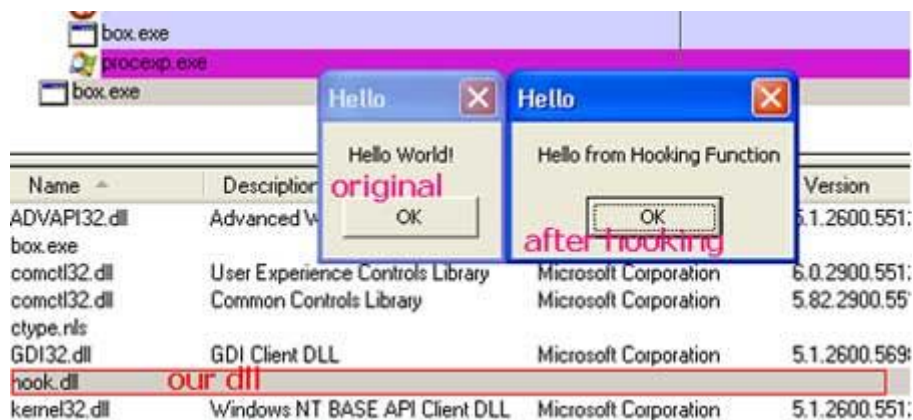 box.exe
procexp.exe
box.exe
Hello
Hello
Hello World!
Hello from Hooking Function
original
OK
OK
after hooking
Name Description Version
ADVAPI32.dll Advanced W 5.1.2600.551
box.exe
comctl32.dll User Experience Controls Library Microsoft Corporation 6.0.2900.551
comctl32.dll Common Controls Library Microsoft Corporation 5.82.2900.55
ctype.nls
GDI32.dll GDI Client DLL Microsoft Corporation 5.1.2600.569
hook.dll our dll
kernel32.dll Windows NT BASE API Client DLL Microsoft Corporation 5.1.2600.551